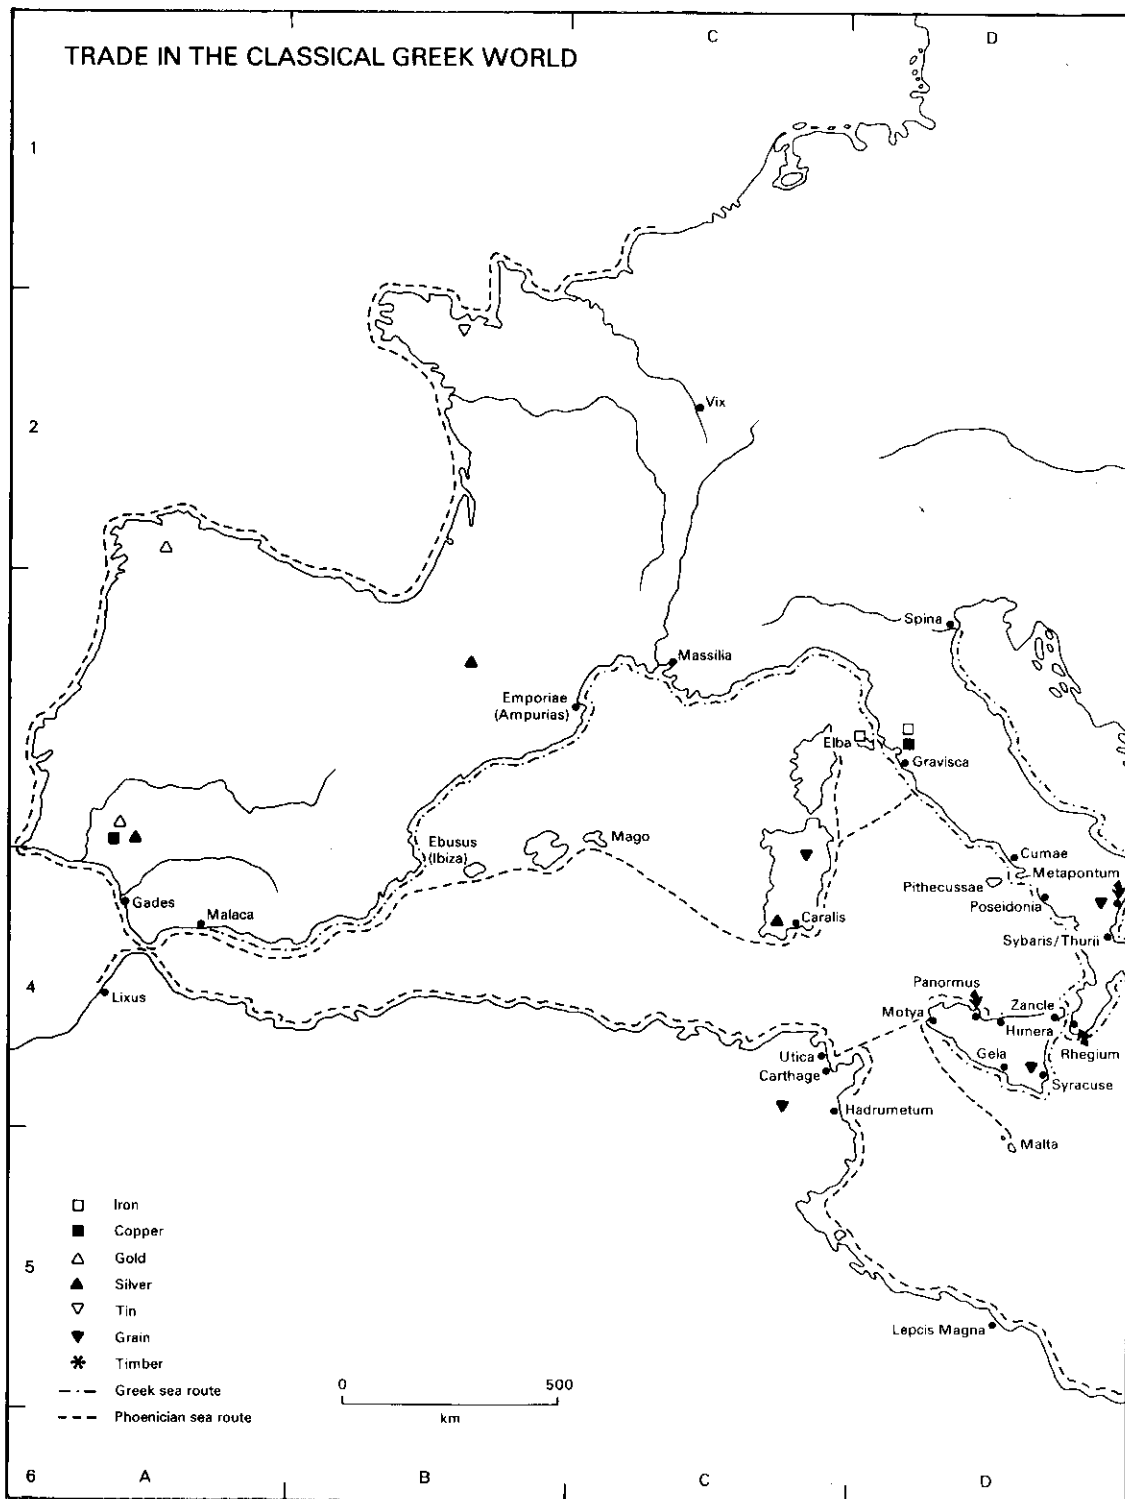 C
D
TRADE IN THE CLASSICAL GREEK WORLD
1
Vix
2
Spina
Massilia
Emporiae
(Ampurias)
Elba
Gravisca
Ebusus
(Ibiza)
Mago
Cumae
Metapontum
Pithecussae
Poseidonia
Gades
Malaca
Caralis
Sybaris/Thurii
4
Lixus
Panormus
Zancle
Motya
Himera
Utica
Gela
Rhegium
Carthage
Syracuse
Hadrumetum
Malta
Iron
Copper
Gold
5
Silver
Tin
Grain
Lepcis Magna
Timber
Greek sea route
0 500
Phoenician sea route
km
6
A
B
C
D